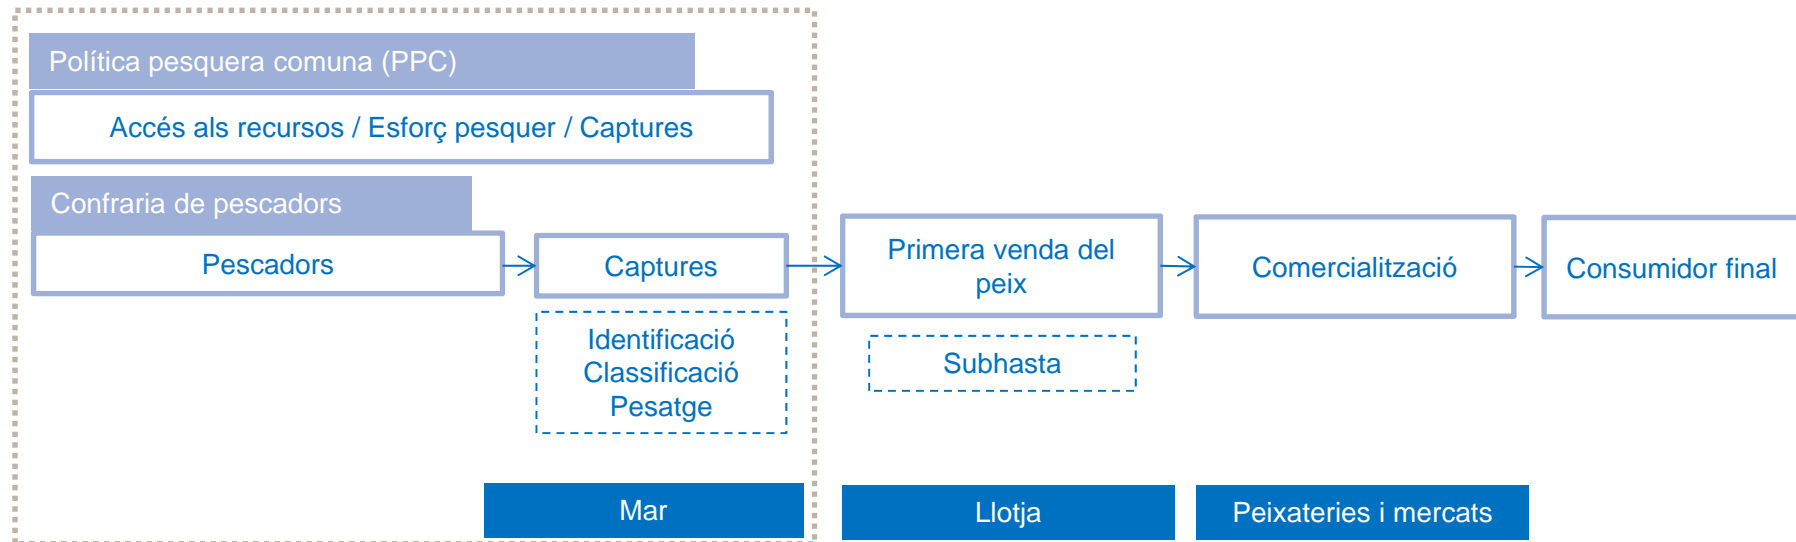 Política pesquera comuna (PPC)
Accés als recursos / Esforç pesquer / Captures
Confraria de pescadors
Pescadors
Captures
Identificació
Classificació
Pesatge
Primera venda del
peix
Subhasta
Comercialització
Consumidor final
Mar
Llotja
Peixateries i mercats